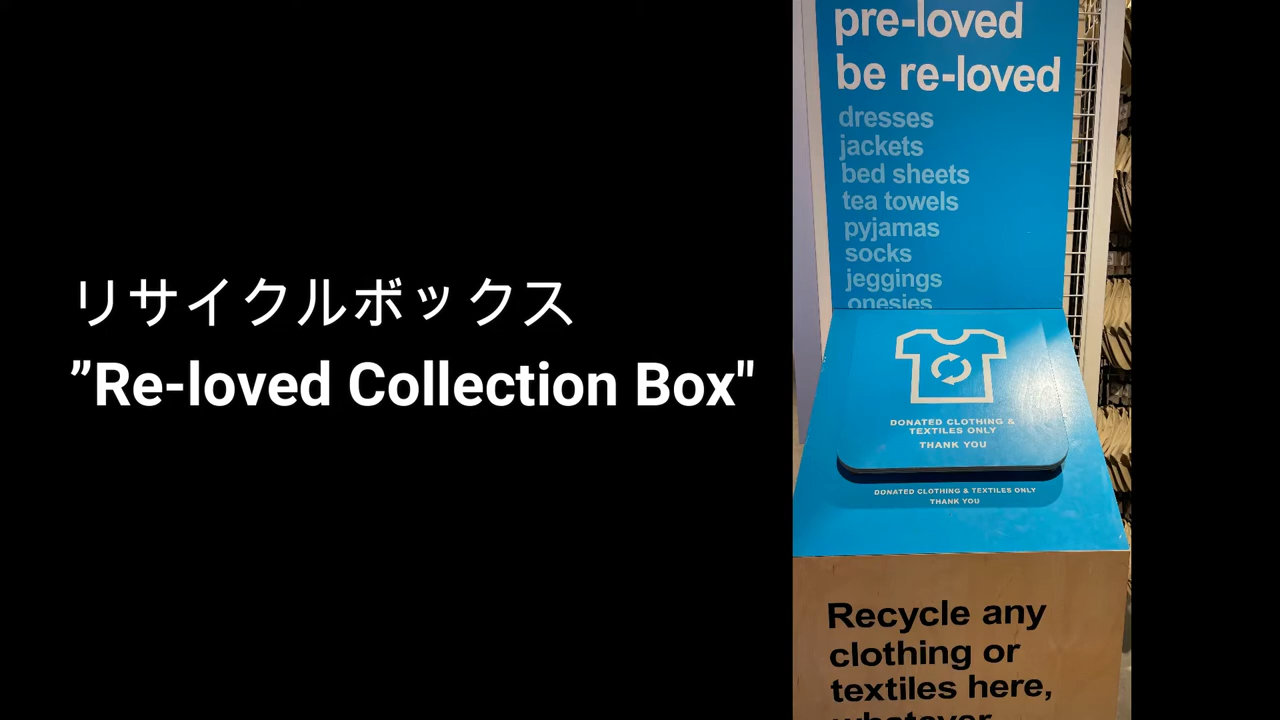 リサイクルボックス
”Re-loved Collection Box"
pre-loved
be re-loved
dresses
jackets
bed sheets
tea towels
pyjamas
socks
jeggings
onesies
DONATED CLOTHING &
TEXTILES ONLY
THANK YOU
DONATED CLOTHING & TEXTILES ONLY
THANK YOU
Recycle any
clothing or
textiles here,
whatever